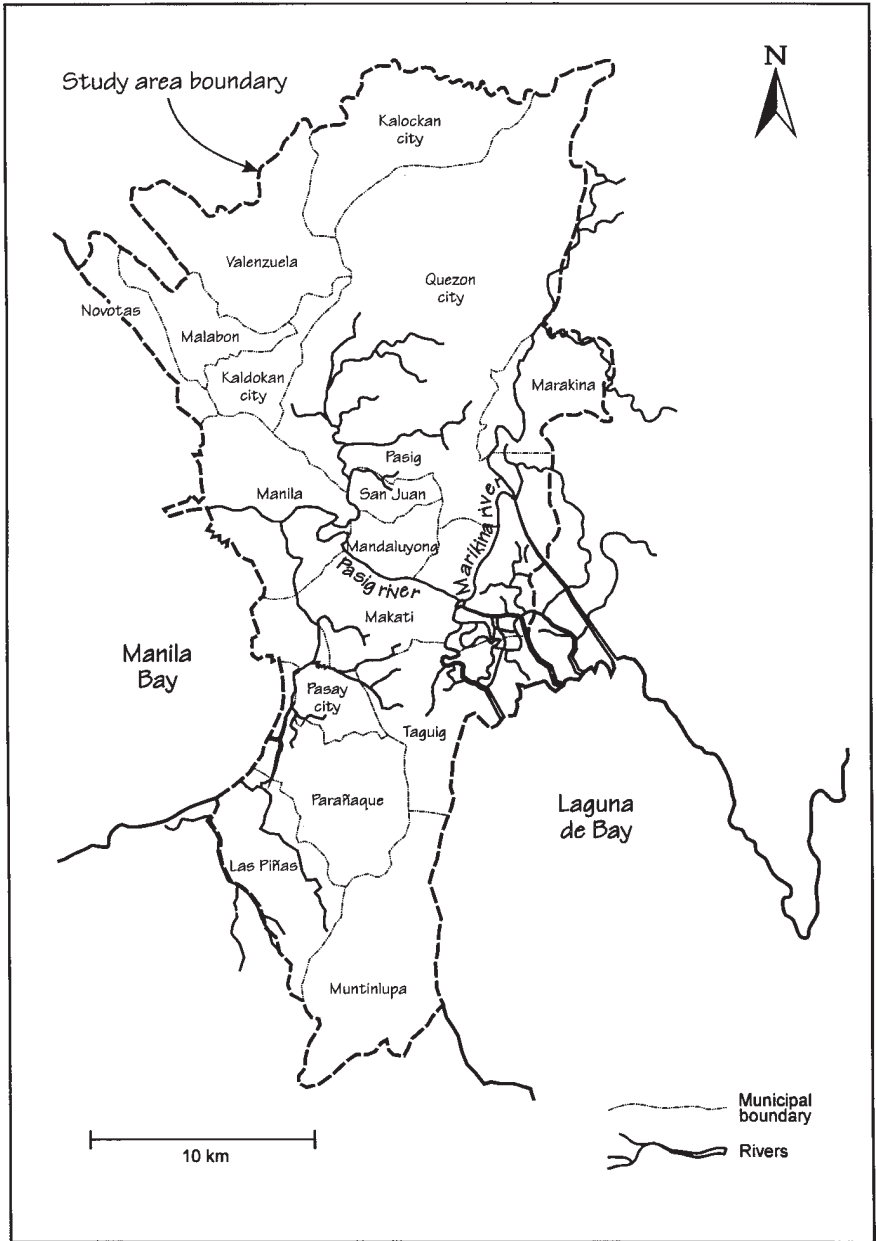 Study area boundary
N
Kalockan
city
Valenzuela
Quezon
city
Novotas
Malabon
Kaldokan
city
Marakina
Pasig
Manila
San Juan
Marikina river
Mandaluyong
Pasig river
Makati
Manila
Bay
Pasay
city
Taguig
Parañaque
Laguna
de Bay
Las Piñas
Muntinlupa
Municipal
boundary
Rivers
10 km